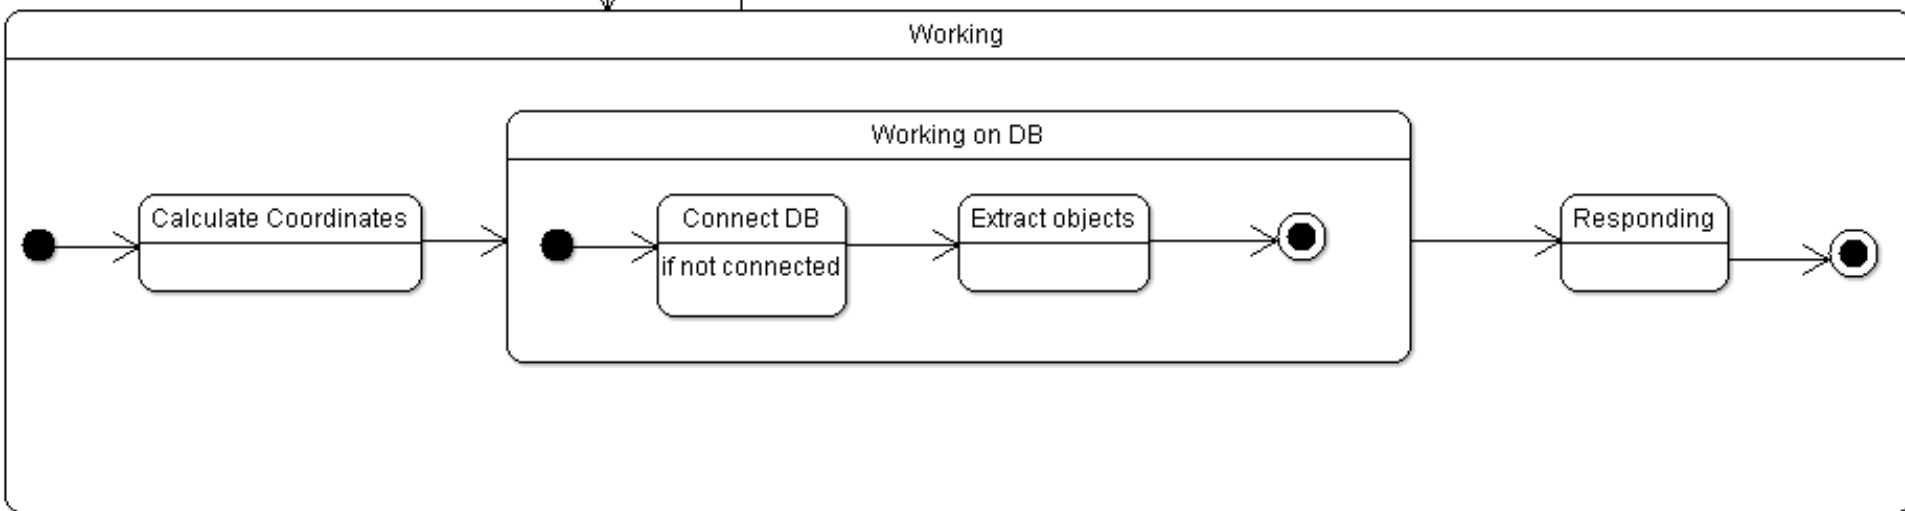 Working
Working on DB
Calculate Coordinates
Connect DB
if not connected
Extract objects
Responding